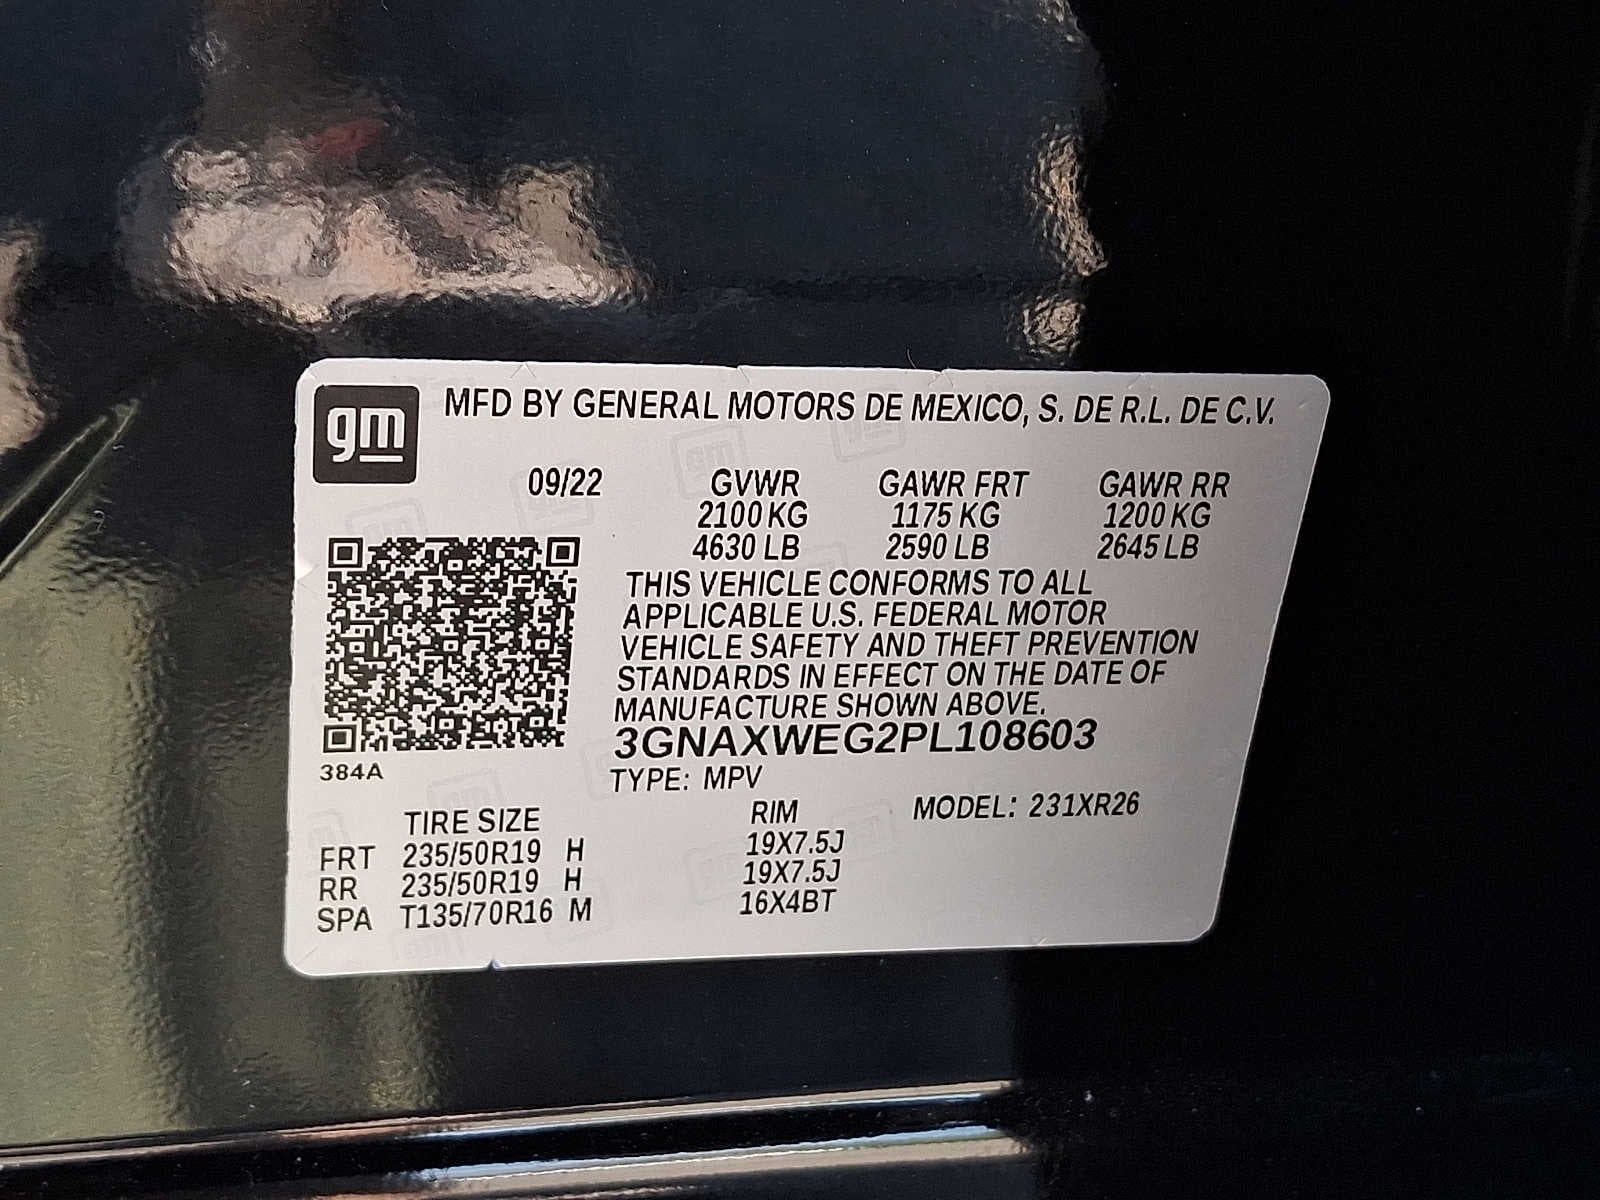 gm MFD BY GENERAL MOTORS DE MEXICO, S. DE R.L. DE C.V.
09/22 GVWR GAWR FRT GAWR RR
2100 KG 1175 KG 1200 KG
4630 LB 2590 LB 2645 LB
THIS VEHICLE CONFORMS TO ALL
APPLICABLE U.S. FEDERAL MOTOR
VEHICLE SAFETY AND THEFT PREVENTION
STANDARDS IN EFFECT ON THE DATE OF
MANUFACTURE SHOWN ABOVE.
3GNAXWEG2PL108603
384A TYPE: MPV
TIRE SIZE RIM MODEL: 231XR26
FRT 235/50R19 H 19X7.5J
RR 235/50R19 H 19X7.5J
SPA T135/70R16 M 16X4BT